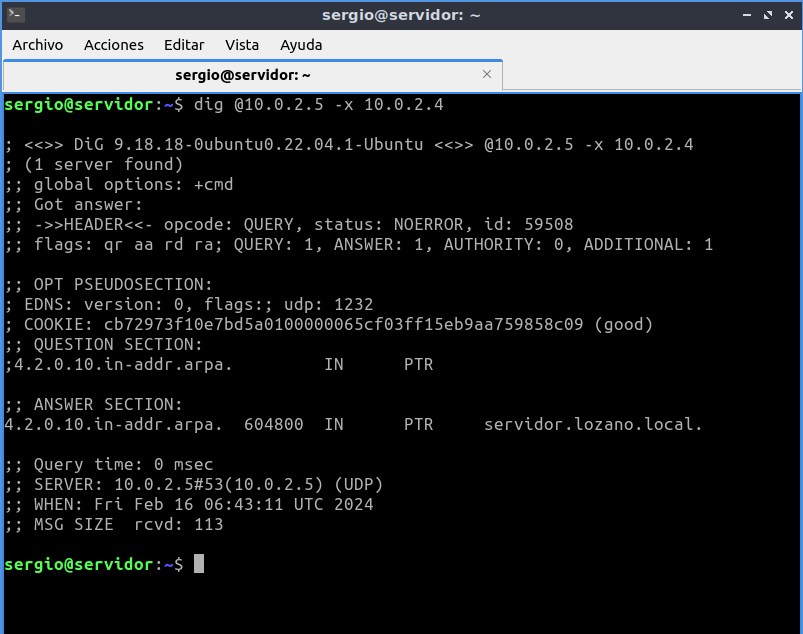 sergio@servidor: ~
Archivo Acciones Editar Vista Ayuda
sergio@servidor: ~
sergio@servidor:~$ dig @10.0.2.5 -x 10.0.2.4

; <<>> DiG 9.18.18-0ubuntu0.22.04.1-Ubuntu <<>> @10.0.2.5 -x 10.0.2.4
; (1 server found)
;; global options: +cmd
;; Got answer:
;; ->>HEADER<<- opcode: QUERY, status: NOERROR, id: 59508
;; flags: qr aa rd ra; QUERY: 1, ANSWER: 1, AUTHORITY: 0, ADDITIONAL: 1

;; OPT PSEUDOSECTION:
; EDNS: version: 0, flags:; udp: 1232
; COOKIE: cb72973f10e7bd5a0100000065cf03ff15eb9aa759858c09 (good)
;; QUESTION SECTION:
;4.2.0.10.in-addr.arpa. IN PTR

;; ANSWER SECTION:
4.2.0.10.in-addr.arpa. 604800 IN PTR servidor.lozano.local.

;; Query time: 0 msec
;; SERVER: 10.0.2.5#53(10.0.2.5) (UDP)
;; WHEN: Fri Feb 16 06:43:11 UTC 2024
;; MSG SIZE rcvd: 113

sergio@servidor:~$